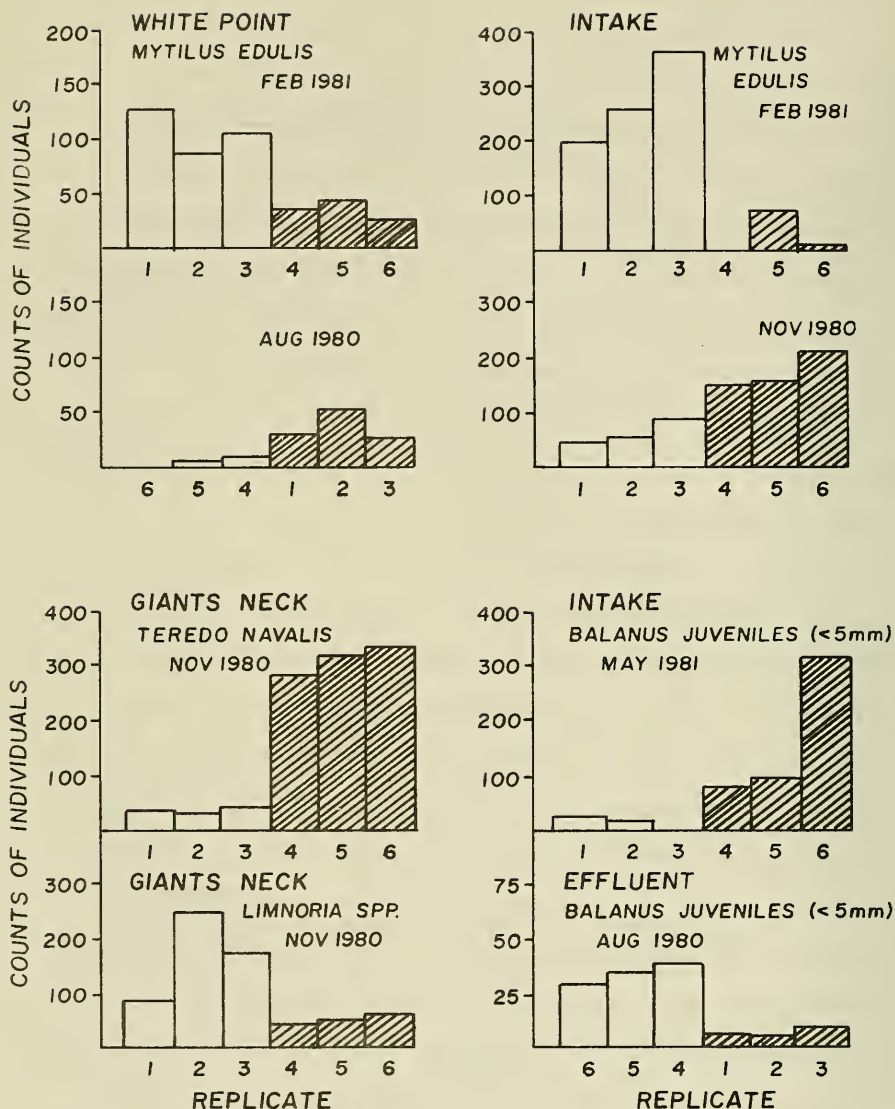 COUNTS OF INDIVIDUALS
WHITE POINT
MYTILUS EDULIS
FEB 1981
200
150
100
50
1 2 3 4 5 6
AUG 1980
150
100
50
6 5 4 1 2 3
INTAKE
MYTILUS
EDULIS
FEB 1981
400
300
200
100
1 2 3 4 5 6
NOV 1980
300
200
100
1 2 3 4 5 6
COUNTS OF INDIVIDUALS
GIANTS NECK
TEREDO NAVALIS
NOV 1980
400
300
200
100
1 2 3 4 5 6
GIANTS NECK
LIMNORIA SPP.
NOV 1980
300
200
100
1 2 3 4 5 6
REPLICATE
INTAKE
BALANUS JUVENILES (<5mm)
MAY 1981
400
300
200
100
1 2 3 4 5 6
EFFLUENT
BALANUS JUVENILES (<5mm)
AUG 1980
75
50
25
6 5 4 1 2 3
REPLICATE